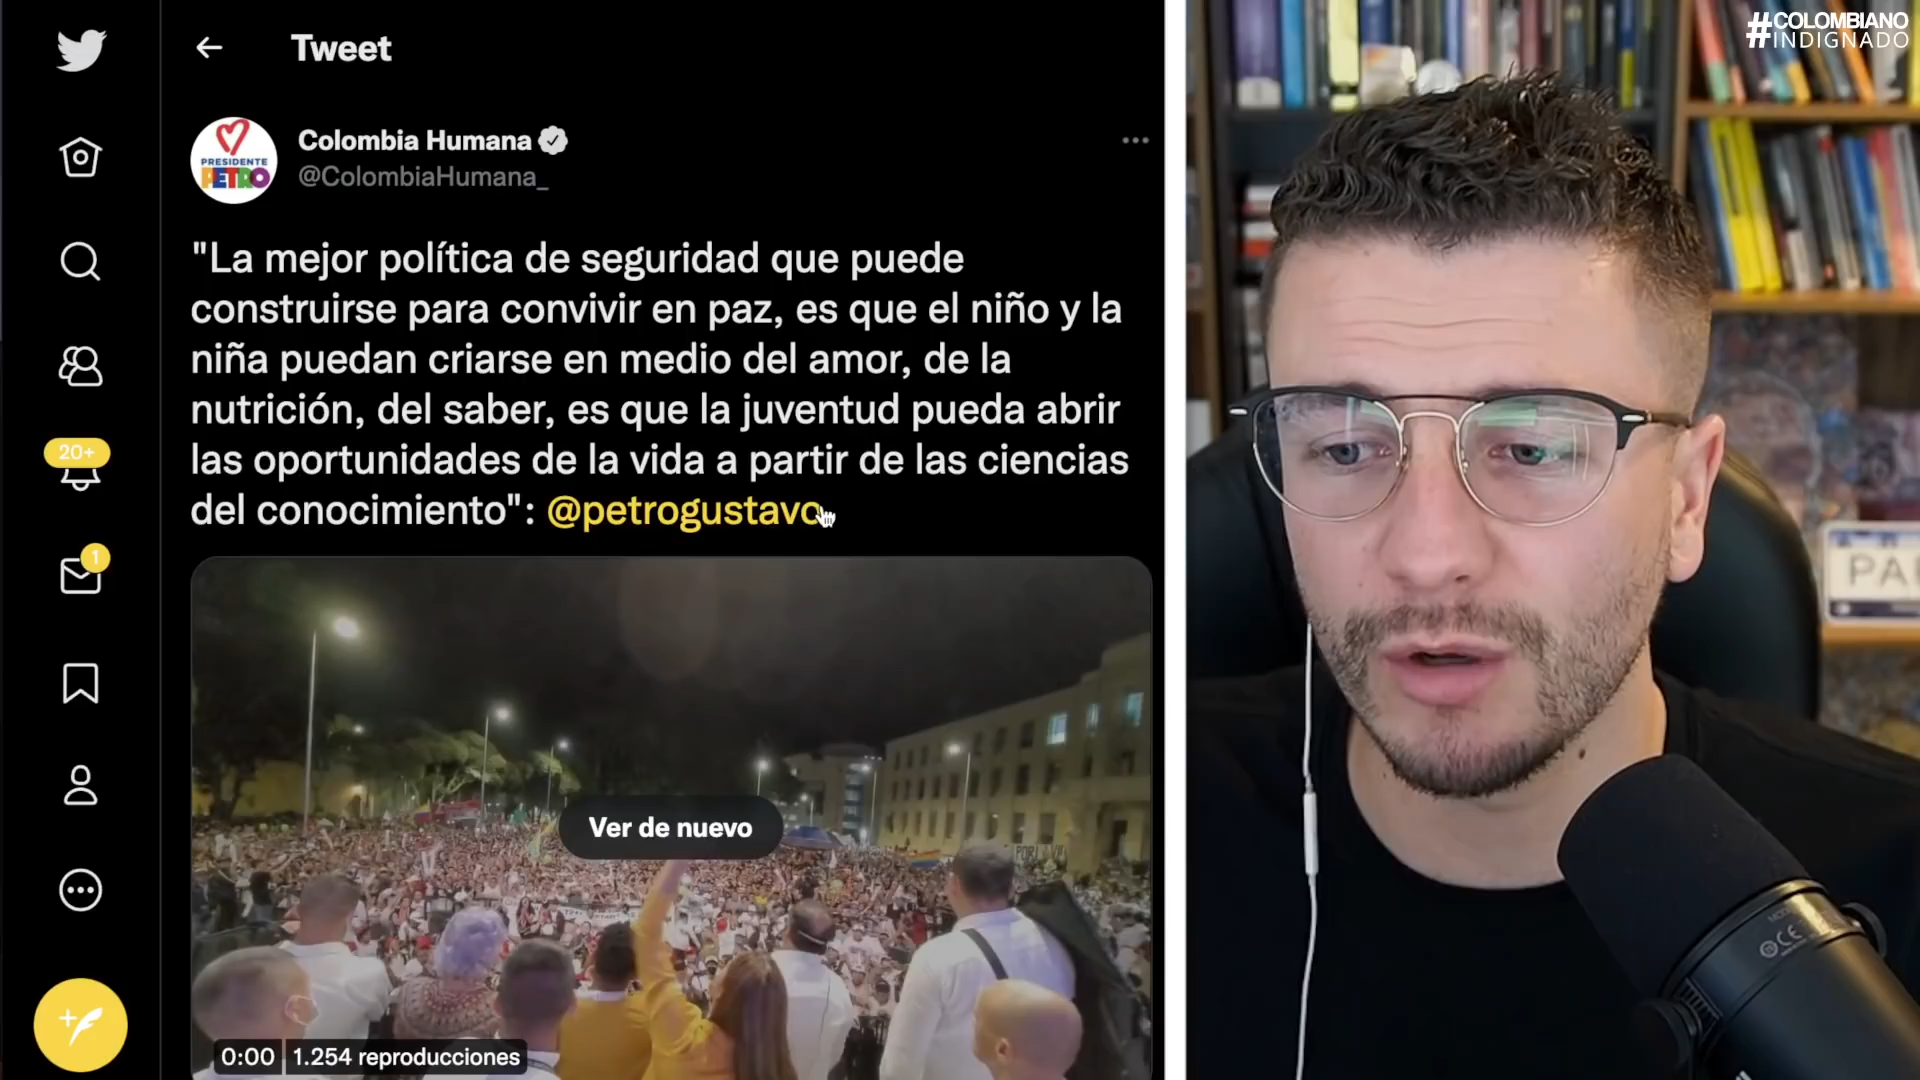 #COLOMBIANO
INDIGNADO
Tweet
Colombia Humana
@ColombiaHumana_
PRESIDENTE
PETRO
"La mejor política de seguridad que puede
construirse para convivir en paz, es que el niño y la
niña puedan criarse en medio del amor, de la
nutrición, del saber, es que la juventud pueda abrir
las oportunidades de la vida a partir de las ciencias
del conocimiento": @petrogustavo
20+
1
Ver de nuevo
0:00
1.254 reproducciones